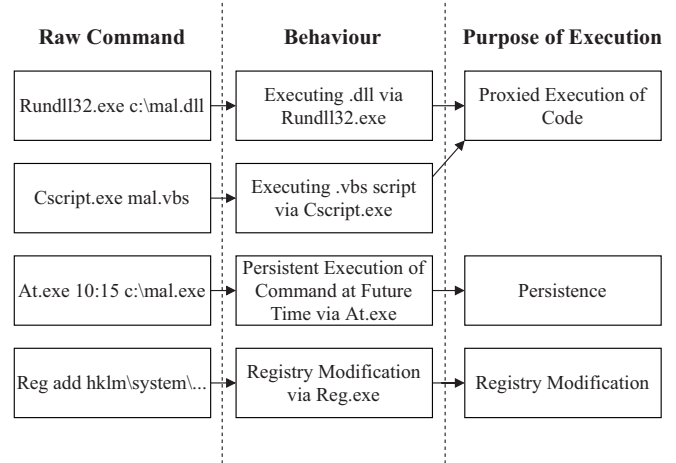 Raw Command
Behaviour
Purpose of Execution
Rundll32.exe c:\mal.dll
Executing .dll via
Rundll32.exe
Proxied Execution of
Code
Cscript.exe mal.vbs
Executing .vbs script
via Cscript.exe
At.exe 10:15 c:\mal.exe
Persistent Execution of
Command at Future
Time via At.exe
Persistence
Reg add hklm\system\...
Registry Modification
via Reg.exe
Registry Modification